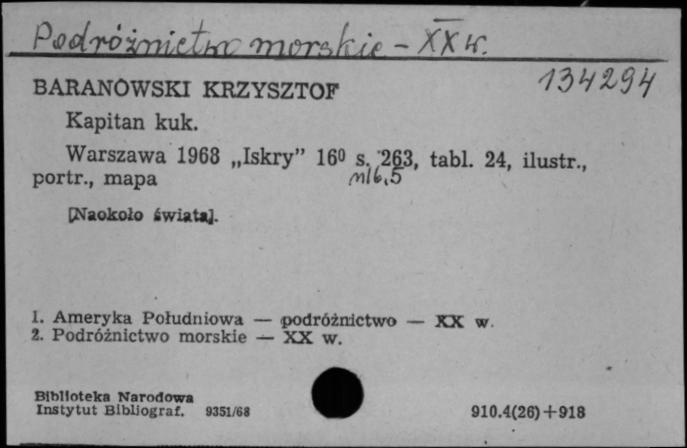 Podróżnictwo morskie - XX w.
134294
BARANOWSKI KRZYSZTOF
Kapitan kuk.
Warszawa 1968 „Iskry” 16⁰ s. 263, tabl. 24, ilustr.,
portr., mapa
m16,5
[Naokoło świata].
1. Ameryka Południowa — podróżnictwo — XX w.
2. Podróżnictwo morskie — XX w.
Biblioteka Narodowa
Instytut Bibliograf. 9351/68
910.4(26)+918